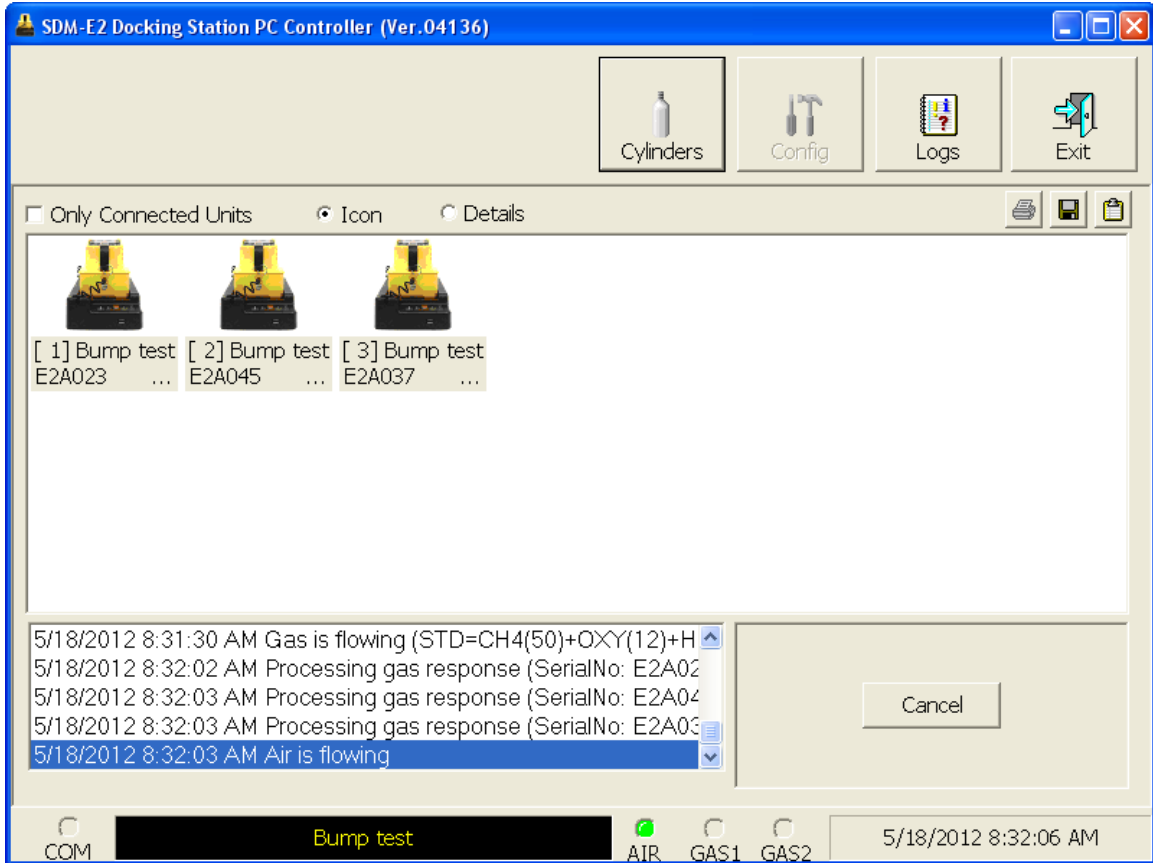 SDM-E2 Docking Station PC Controller (Ver.04136)
Cylinders
Config
Logs
Exit
Only Connected Units
Icon
Details
[ 1] Bump test
E2A023 ...
[ 2] Bump test
E2A045 ...
[ 3] Bump test
E2A037 ...
5/18/2012 8:31:30 AM Gas is flowing (STD=CH4(50)+OXY(12)+H
5/18/2012 8:32:02 AM Processing gas response (SerialNo: E2A02
5/18/2012 8:32:03 AM Processing gas response (SerialNo: E2A04
5/18/2012 8:32:03 AM Processing gas response (SerialNo: E2A03
5/18/2012 8:32:03 AM Air is flowing
Cancel
COM
Bump test
AIR
GAS1
GAS2
5/18/2012 8:32:06 AM